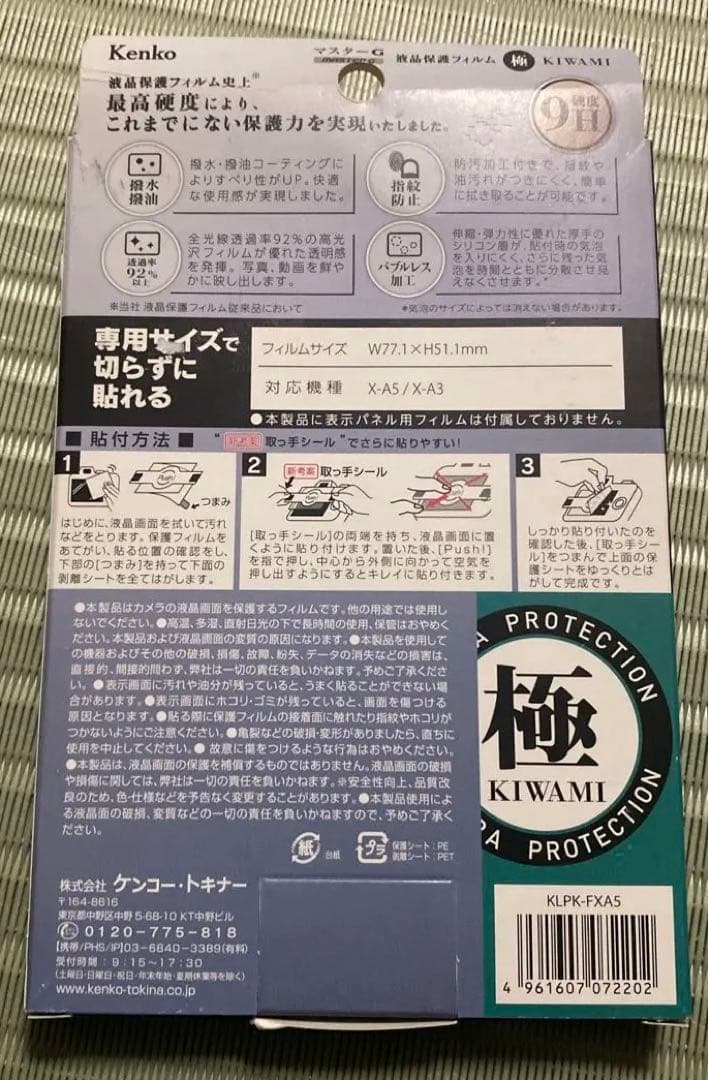 Kenko
マスターG
液晶保護フィルム 極 KIWAMI
液晶保護フィルム史上※
最高硬度により、
これまでにない保護力を実現いたしました。
硬度
9H
撥水
撥油
撥水・撥油コーティングに
よりすべり性がUP。快適
な使用感が実現しました。
指紋
防止
防汚加工付きで、指紋や
油汚れがつきにくく、簡単
に拭き取ることが可能です。
透過率
92%
以上
全光線透過率92%の高光
沢フィルムが優れた透明感
を発揮。写真、動画を鮮や
かに映し出します。
バブルレス
加工
伸縮・弾力性に優れた厚手の
シリコン層が、貼付時の気泡
を入りにくく、さらに残った気
泡を時間とともに分散させ見
えなくさせます。*
※当社 液晶保護フィルム従来品において
*気泡のサイズによっては消えない場合があります。
専用サイズで
切らずに
貼れる
フィルムサイズ W77.1×H51.1mm
対応機種 X-A5 / X-A3
●本製品に表示パネル用フィルムは付属しておりません。
■ 貼付方法 ■ “新考案 取っ手シール”でさらに貼りやすい!
1
Push!
つまみ
はじめに、液晶画面を拭いて汚れ
などをとります。保護フィルムを
あてがい、貼る位置の確認をし、
下部の[つまみ]を持って下面の
剥離シートを全てはがします。
2
新考案 取っ手シール
[取っ手シール]の両端を持ち、液晶画面に置
くように貼り付けます。置いた後、[Push!]
を指で押し、中心から外側に向かって空気を
押し出すようにするとキレイに貼り付きます。
3
しっかり貼り付いたのを
確認した後、[取っ手シー
ル]をつまんで上面の保
護シートをゆっくりとは
がして完成です。
●本製品はカメラの液晶画面を保護するフィルムです。他の用途では使用し
ないでください。●高温、多湿、直射日光の下で長時間の使用、保管はおやめく
ださい。本製品および液晶画面の変質の原因になります。●本製品を使用して
の機器およびその他の破損、損傷、故障、紛失、データの消失などの損害は、
直接的、間接的問わず、弊社は一切の責任を負いかねます。予めご了承くださ
い。●表示画面に汚れや油分が残っていると、うまく貼ることができない場
合があります。●表示画面にホコリ・ゴミが残っていると、画面を傷つける
原因となります。●貼る際に保護フィルムの接着面に触れたり指紋やホコリが
つかないようにご注意ください。●亀裂などの破損・変形がありましたら、直ちに
使用を中止してください。●故意に傷をつけるような行為はおやめください。
●本製品は、液晶画面の保護を補償するものではありません。液晶画面の破損
や損傷に関しては、弊社は一切の責任を負いかねます。※安全性向上、品質改
良のため、色・仕様などを予告なく変更することがあります。●本製品使用によ
る液晶画面の破損、変質などの一切の責任を負いかねますので、予めご了承く
ださい。
紙 台紙
プラ 保護シート:PE
剥離シート:PET
RA PROTECTION
極
KIWAMI
RA PROTECTION
株式会社 ケンコー・トキナー
〒164-8616
東京都中野区中野 5-68-10 KT中野ビル
0120-775-818
【携帯/PHS/IP】03-6840-3389(有料)
受付時間:9:15~17:30
(土曜日・日曜日・祝日・年末年始・夏期休業等を除く)
www.kenko-tokina.co.jp
KLPK-FXA5
4 961607 072202